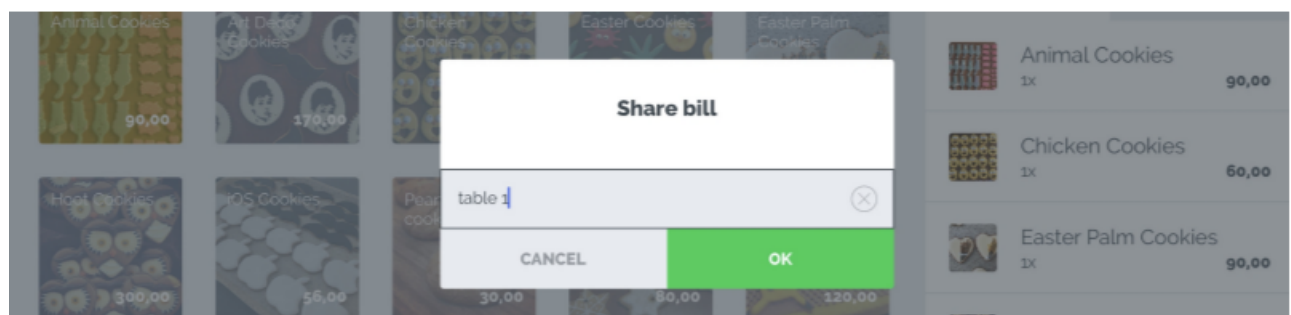 Animal Cookies
Art Deco
Cookies
Chicken
Cookies
Easter Cookies
Easter Palm
Cookies
90,00
170,00
Share bill
table 1
CANCEL
OK
Hoot Cookies
iOS Cookies
300,00
56,00
30,00
80,00
120,00
Animal Cookies
1x
90,00
Chicken Cookies
1x
60,00
Easter Palm Cookies
1x
90,00